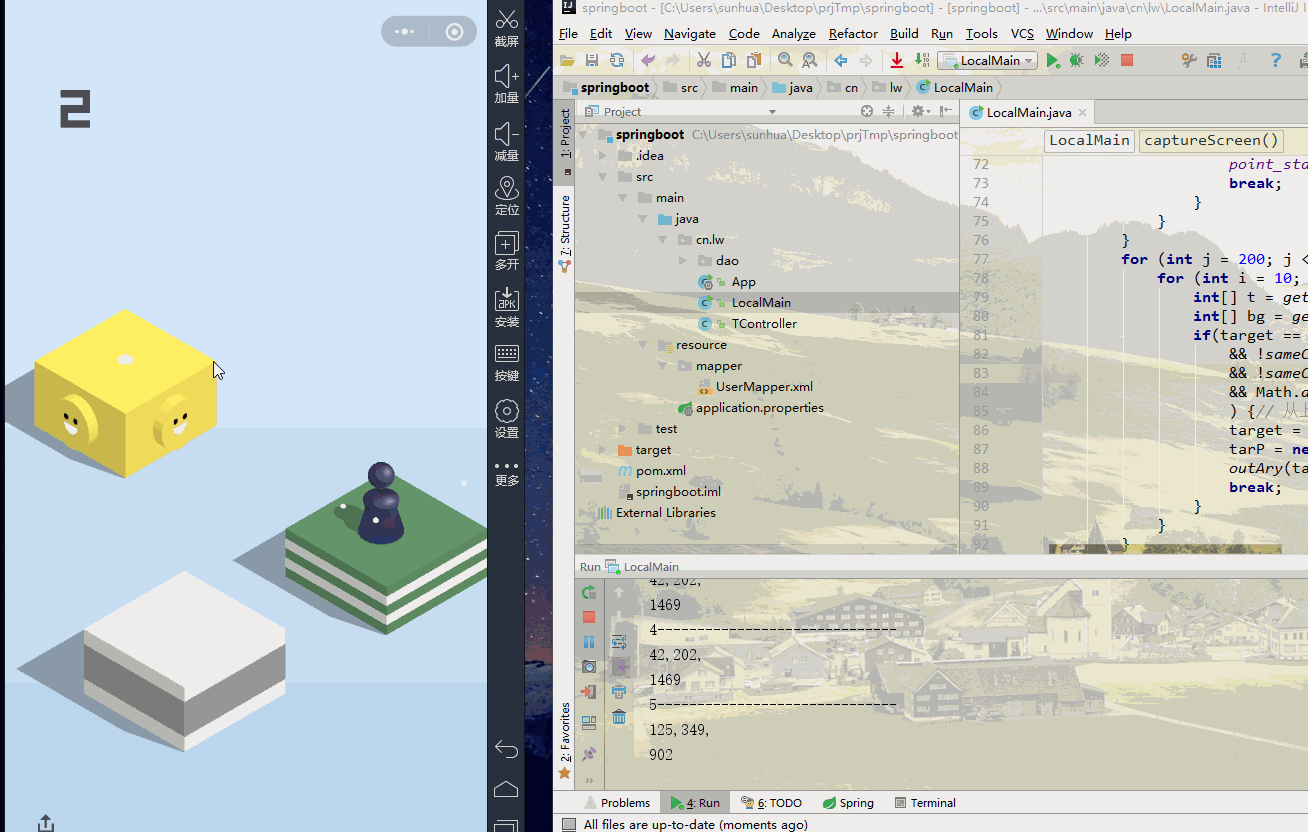 2
截屏
加量
减量
定位
多开
安装
APK
按键
设置
更多
springboot - [C:\Users\sunhua\Desktop\prjTmp\springboot] - [springboot] - ...\src\main\java\cn\lw\LocalMain.java - IntelliJ
File Edit View Navigate Code Analyze Refactor Build Run Tools VCS Window Help
LocalMain
springboot src main java cn lw LocalMain
Project
LocalMain.java
1: Project
7: Structure
2: Favorites
springboot C:\Users\sunhua\Desktop\prjTmp\springboot
.idea
src
main
java
cn.lw
dao
App
LocalMain
TController
resource
mapper
UserMapper.xml
application.properties
test
target
pom.xml
springboot.iml
External Libraries
LocalMain captureScreen()
72 point_sta
73 break;
74 }
75 }
76 }
77 for (int j = 200; j <
78 for (int i = 10;
79 int[] t = get
80 int[] bg = ge
81 if(target ==
82 && !sameC
83 && !sameC
84 && Math.a
85 ) {// 从上
86 target =
87 tarP = new
88 outAry(ta
89 break;
90 }
91 }
92 }
Run LocalMain
42,202,
1469
4--------------------------
42,202,
1469
5--------------------------
125,349,
902
Problems 4: Run 6: TODO Spring Terminal
All files are up-to-date (moments ago)